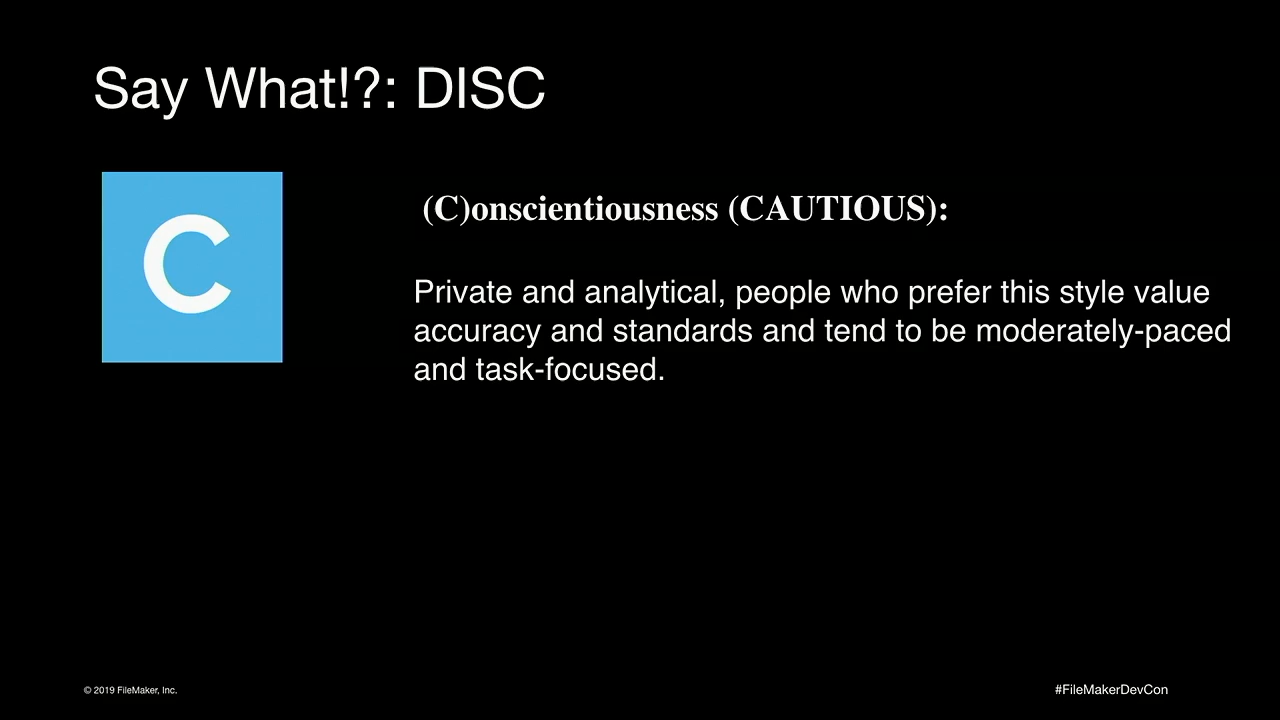 Say What!?: DISC
C
(C)onscientiousness (CAUTIOUS):
Private and analytical, people who prefer this style value
accuracy and standards and tend to be moderately-paced
and task-focused.
© 2019 FileMaker, Inc.
#FileMakerDevCon